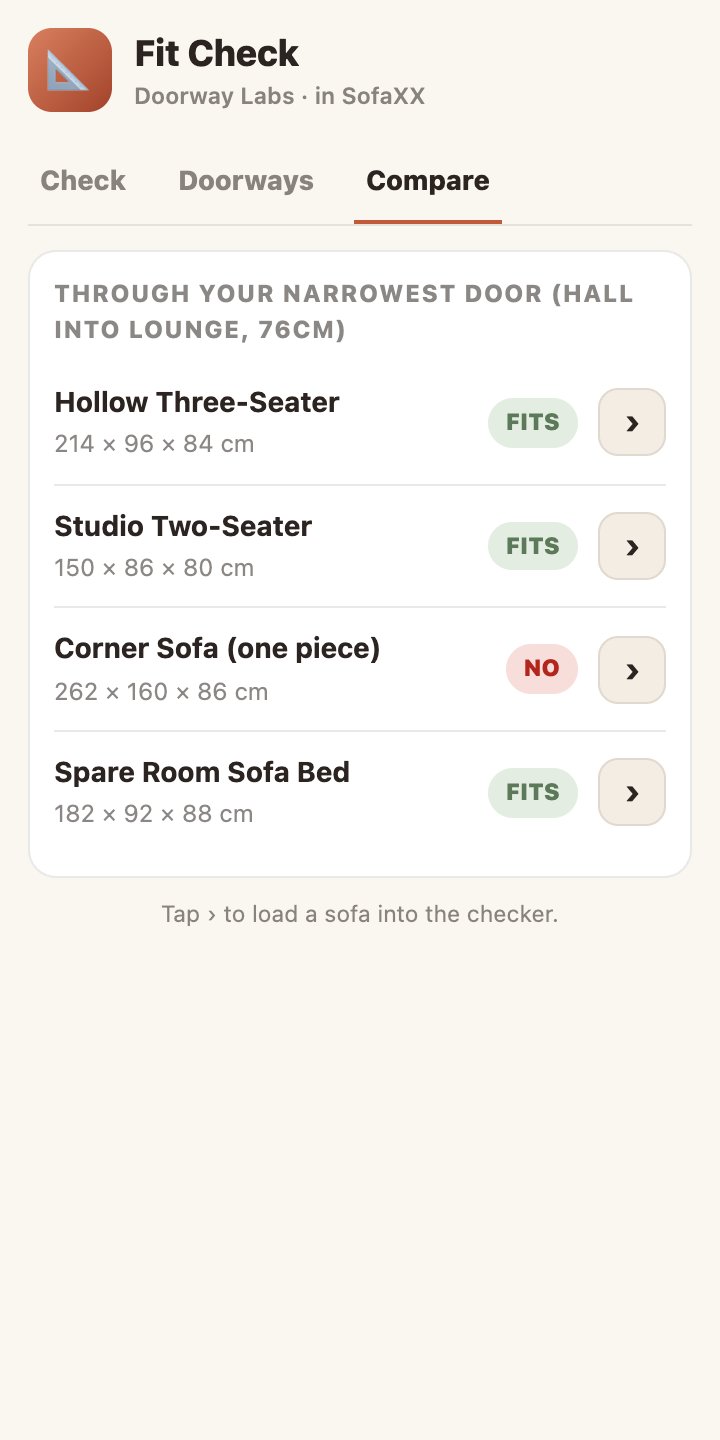 Fit Check
Doorway Labs · in SofaXX
Check Doorways Compare
THROUGH YOUR NARROWEST DOOR (HALL
INTO LOUNGE, 76CM)
Hollow Three-Seater
214 × 96 × 84 cm
FITS ›
Studio Two-Seater
150 × 86 × 80 cm
FITS ›
Corner Sofa (one piece)
262 × 160 × 86 cm
NO ›
Spare Room Sofa Bed
182 × 92 × 88 cm
FITS ›
Tap › to load a sofa into the checker.